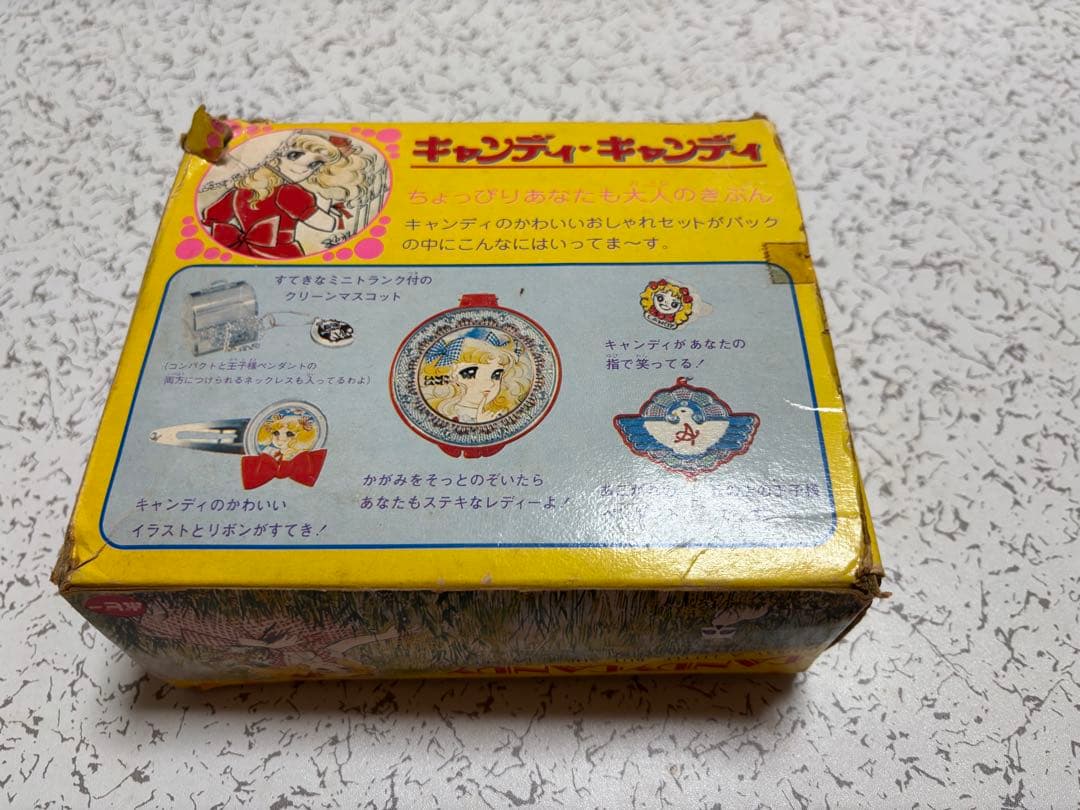 キャンディ・キャンディ
ちょっぴりあなたも大人のきぶん
キャンディのかわいいおしゃれセットがパック
の中にこんなにはいってま〜す。
すてきなミニトランク付の
クリーンマスコット
(コンパクトと王子様ペンダントの
両方につけられるネックレスも入ってるわよ)
キャンディのかわいい
イラストとリボンがすてき!
CANDY CANDY
かがみをそっとのぞいたら
あなたもステキなレディーよ!
CANDY
キャンディがあなたの
指で笑ってる!
A
の上の王子様